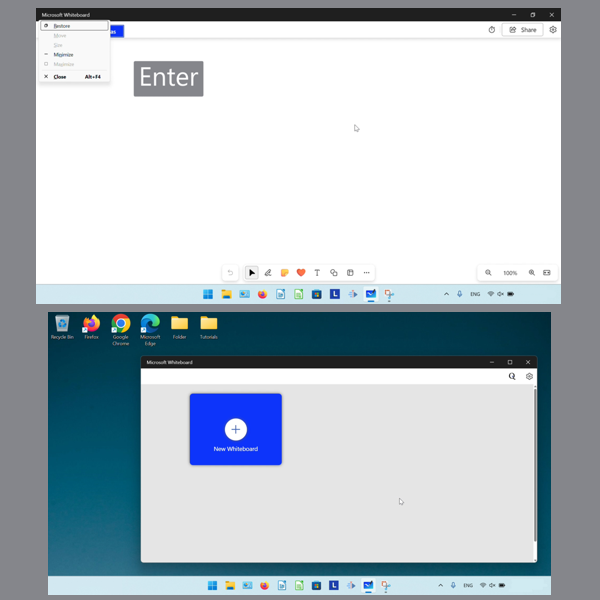 Microsoft Whiteboard
Restore
Move
Size
Minimize
Maximize
Close Alt+F4
Share
Enter
100%
ENG
Recycle Bin
Firefox
Google
Chrome
Microsoft
Edge
Folder
Tutorials
Microsoft Whiteboard
New Whiteboard
ENG